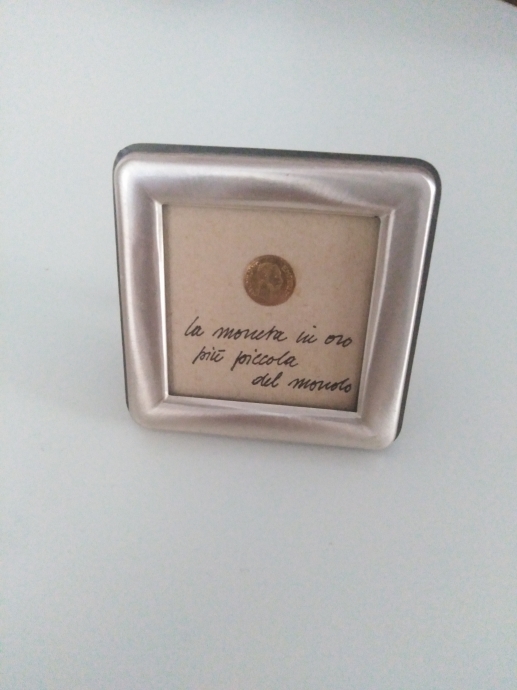 la moneta in oro
più piccola
del mondo